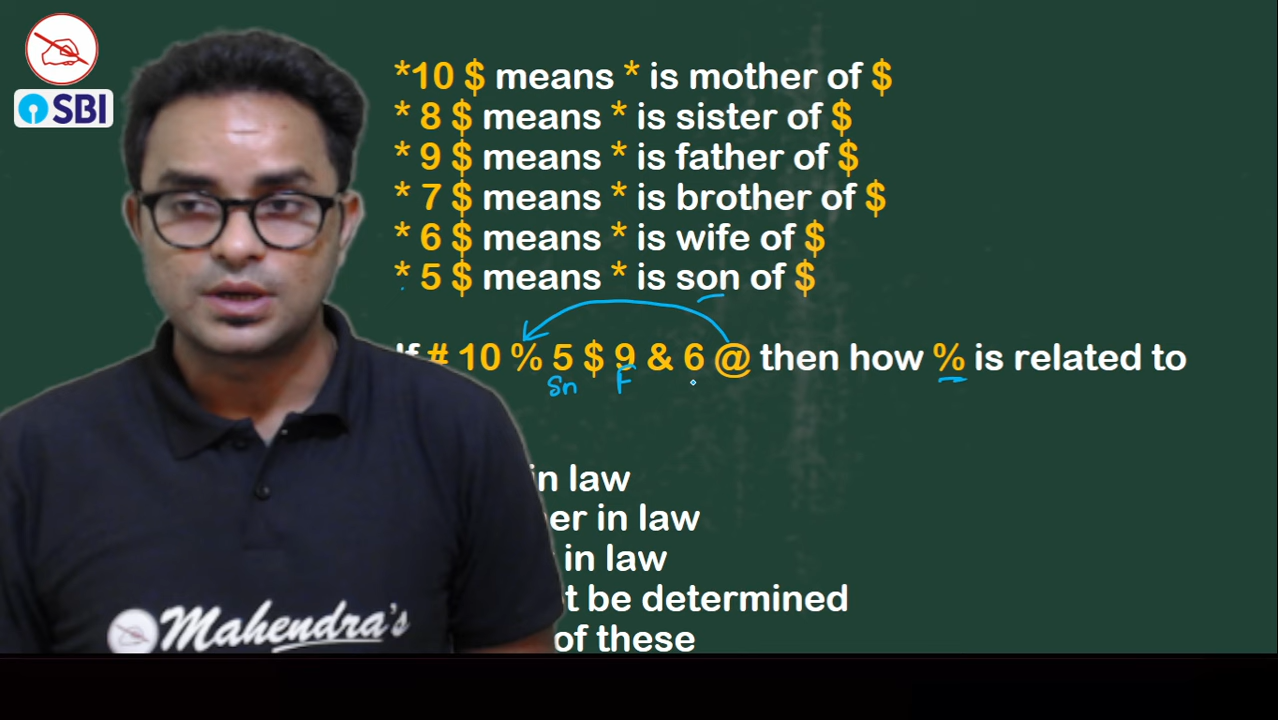 SBI
*10 $ means * is mother of $
* 8 $ means * is sister of $
* 9 $ means * is father of $
* 7 $ means * is brother of $
* 6 $ means * is wife of $
* 5 $ means * is son of $
If # 10 % 5 $ 9 & 6 @ then how % is related to
Sn F
in law
er in law
in law
t be determined
of these
Mahendra's